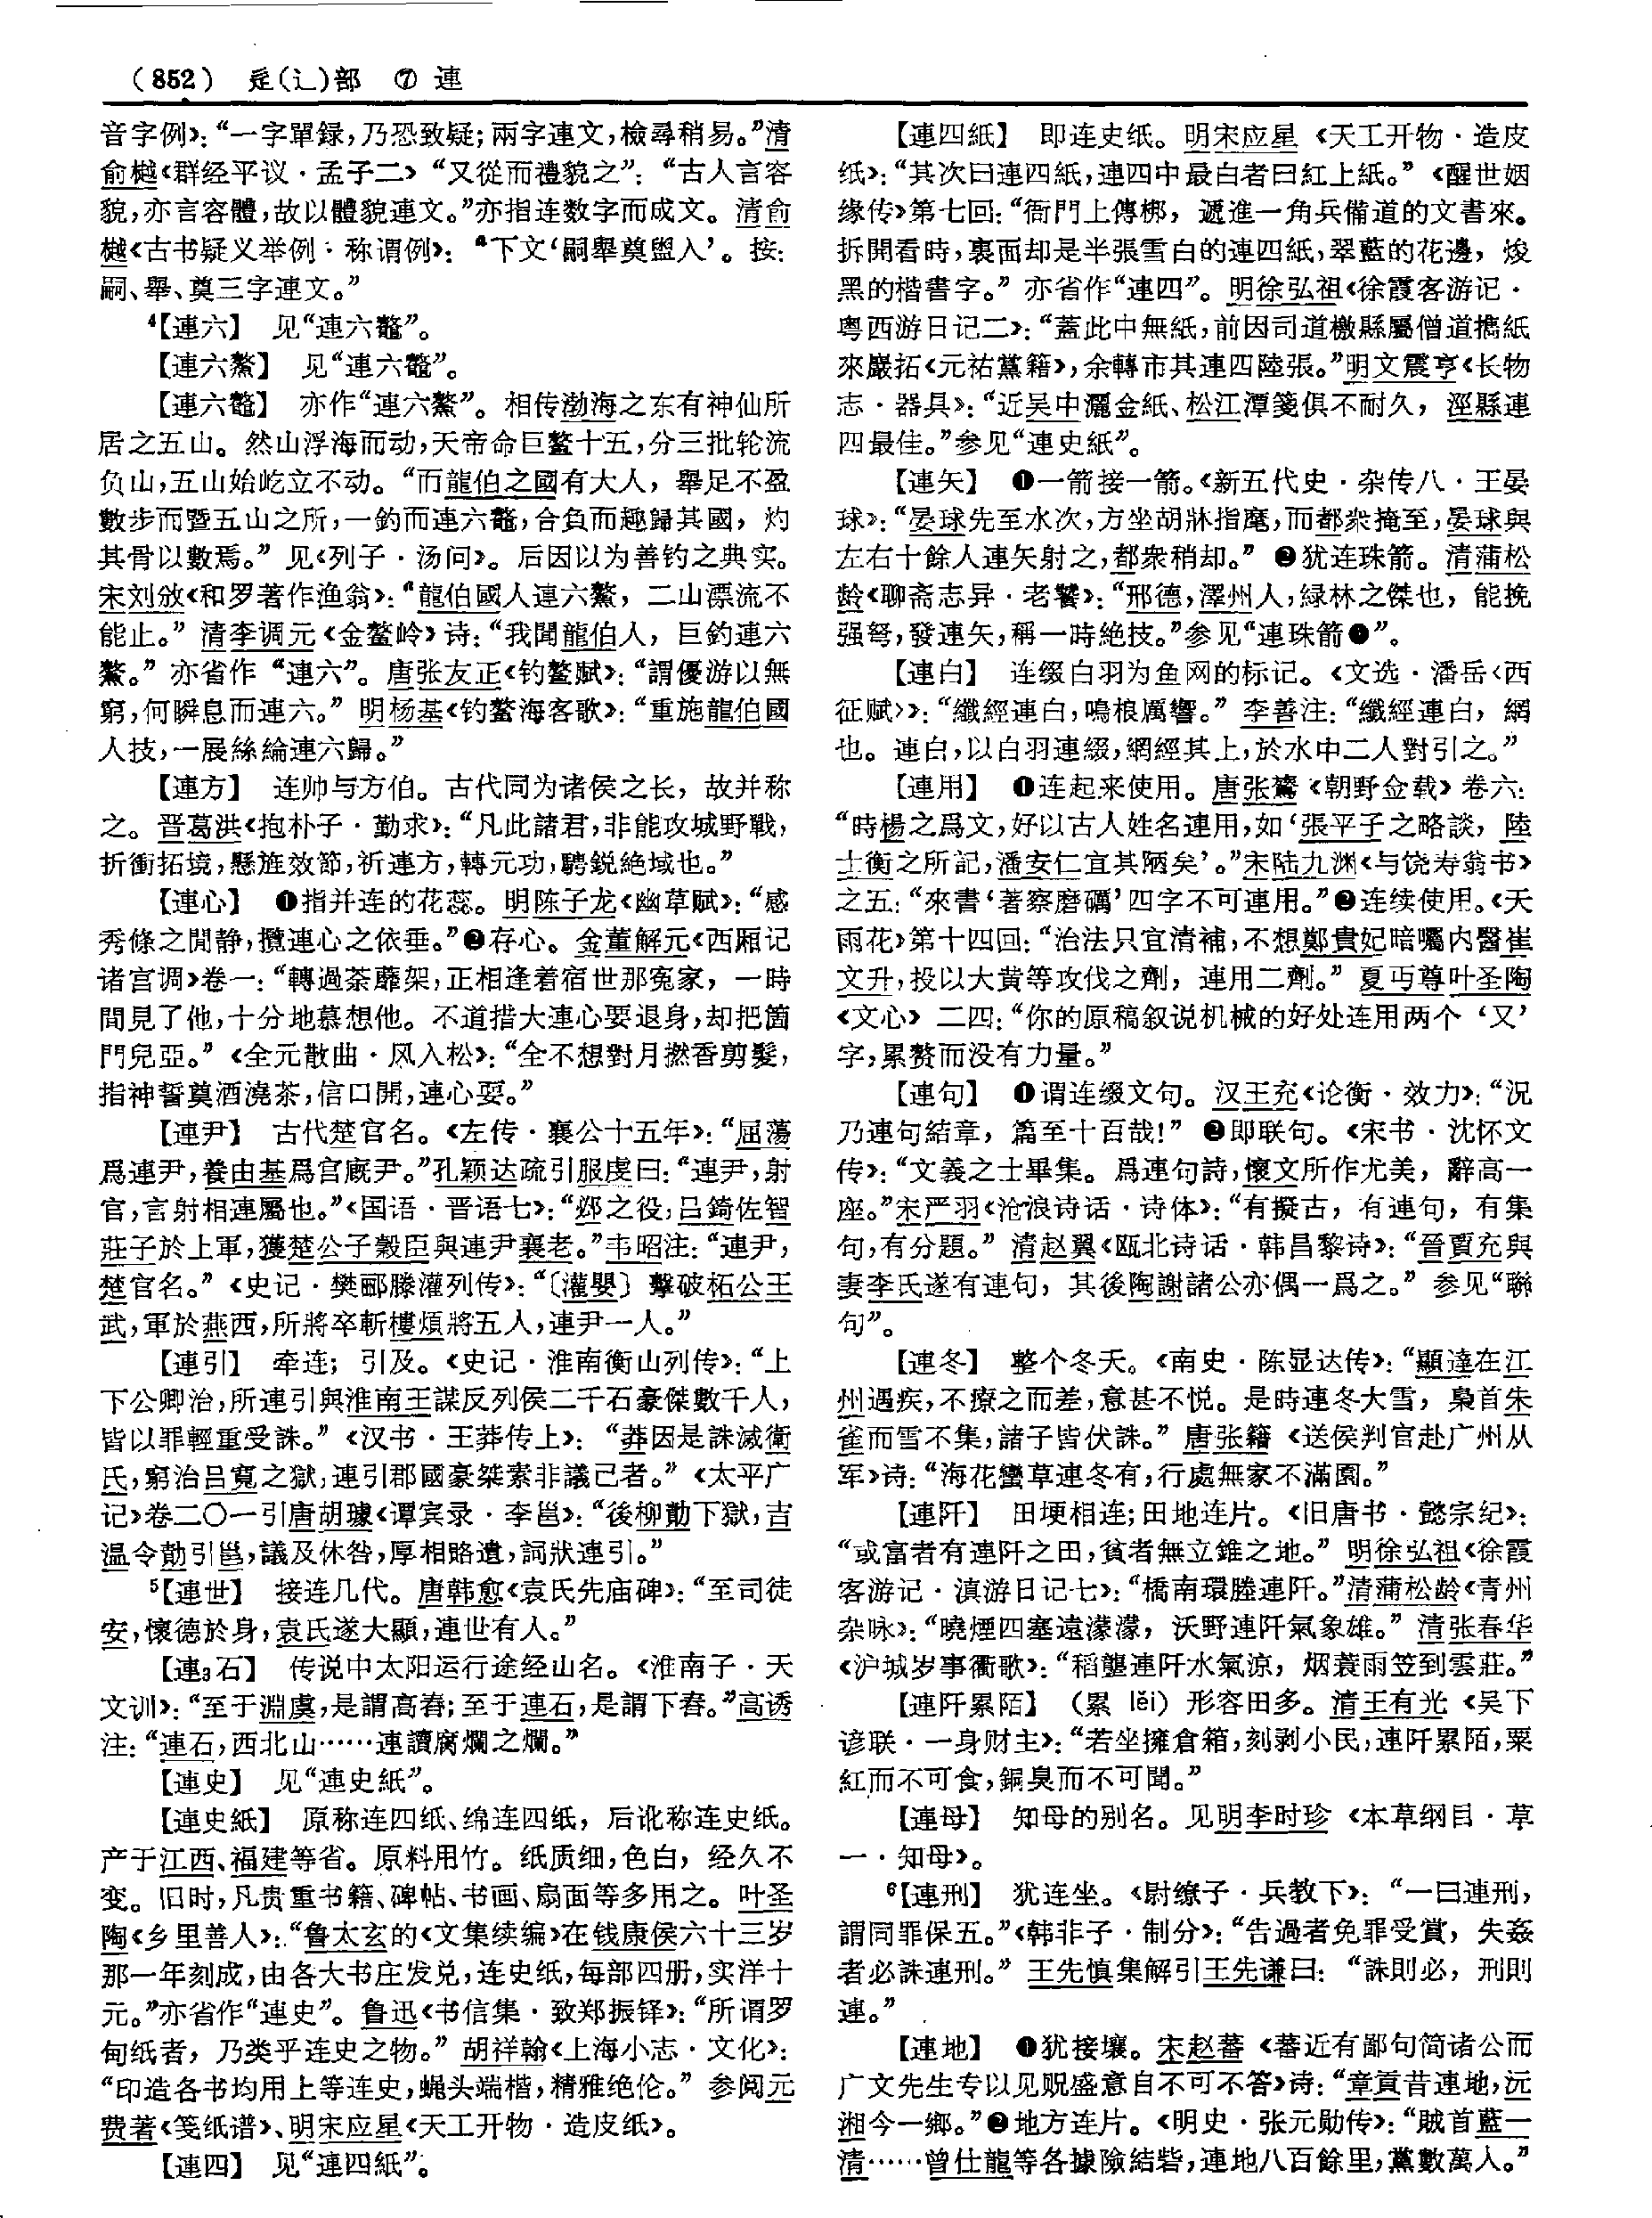 （852） 辵(辶)部 ⑦ 連
音字例》：“一字單録，乃恐致疑；兩字連文，檢尋稍易。”清
俞樾《群经平议·孟子二》“又從而禮貌之”：“古人言容
貌，亦言容體，故以體貌連文。”亦指连数字而成文。清俞
樾《古书疑义举例·称谓例》：“下文‘嗣舉奠盥入’。按：
嗣、舉、奠三字連文。”
⁴【連六】 见“連六鼇”。
【連六鰲】 见“連六鼇”。
【連六鼇】 亦作“連六鰲”。相传渤海之东有神仙所
居之五山。然山浮海而动，天帝命巨鳌十五，分三批轮流
负山，五山始屹立不动。“而龍伯之國有大人，舉足不盈
數步而暨五山之所，一釣而連六鼇，合負而趣歸其國，灼
其骨以數焉。”见《列子·汤问》。后因以为善钓之典实。
宋刘攽《和罗著作渔翁》：“龍伯國人連六鰲，二山漂流不
能止。”清李调元《金鳌岭》诗：“我聞龍伯人，巨釣連六
鰲。”亦省作“連六”。唐张友正《钓鳌赋》：“謂優游以無
窮，何瞬息而連六。”明杨基《钓鳌海客歌》：“重施龍伯國
人技，一展絲綸連六歸。”
【連方】 连帅与方伯。古代同为诸侯之长，故并称
之。晋葛洪《抱朴子·勤求》：“凡此諸君，非能攻城野戰，
折衝拓境，懸旌效節，祈連方，轉元功，騁鋭絶域也。”
【連心】 ❶指并连的花蕊。明陈子龙《幽草赋》：“感
秀條之閒静，攬連心之依垂。”❷存心。金董解元《西厢记
诸宫调》卷一：“轉過荼蘼架，正相逢着宿世那冤家，一時
間見了他，十分地慕想他。不道措大連心要退身，却把箇
門兒亞。”《全元散曲·风入松》：“全不想對月撚香剪髮，
指神誓奠酒澆茶，信口開，連心耍。”
【連尹】 古代楚官名。《左传·襄公十五年》：“屈蕩
爲連尹，養由基爲宫廄尹。”孔颖达疏引服虔曰：“連尹，射
官，言射相連屬也。”《国语·晋语七》：“邲之役，吕錡佐智
莊子於上軍，獲楚公子穀臣與連尹襄老。”韦昭注：“連尹，
楚官名。”《史记·樊郦滕灌列传》：“〔灌嬰〕擊破柘公王
武，軍於燕西，所將卒斬樓煩將五人，連尹一人。”
【連引】 牵连；引及。《史记·淮南衡山列传》：“上
下公卿治，所連引與淮南王謀反列侯二千石豪傑數千人，
皆以罪輕重受誅。”《汉书·王莽传上》：“莽因是誅滅衛
氏，窮治吕寬之獄，連引郡國豪桀素非議己者。”《太平广
记》卷二〇一引唐胡璩《谭宾录·李邕》：“後柳勣下獄，吉
温令勣引邕，議及休咎，厚相賂遺，詞狀連引。”
⁵【連世】 接连几代。唐韩愈《袁氏先庙碑》：“至司徒
安，懷德於身，袁氏遂大顯，連世有人。”
【連₃石】 传说中太阳运行途经山名。《淮南子·天
文训》：“至于淵虞，是謂高舂；至于連石，是謂下舂。”高诱
注：“連石，西北山……連讀腐爛之爛。”
【連史】 见“連史紙”。
【連史紙】 原称连四纸、绵连四纸，后讹称连史纸。
产于江西、福建等省。原料用竹。纸质细，色白，经久不
变。旧时，凡贵重书籍、碑帖、书画、扇面等多用之。叶圣
陶《乡里善人》：“鲁太玄的《文集续编》在钱康侯六十三岁
那一年刻成，由各大书庄发兑，连史纸，每部四册，实洋十
元。”亦省作“連史”。鲁迅《书信集·致郑振铎》：“所谓罗
甸纸者，乃类乎连史之物。”胡祥翰《上海小志·文化》：
“印造各书均用上等连史，蝇头端楷，精雅绝伦。”参阅元
费著《笺纸谱》、明宋应星《天工开物·造皮纸》。
【連四】 见“連四紙”。
【連四紙】 即连史纸。明宋应星《天工开物·造皮
纸》：“其次曰連四紙，連四中最白者曰紅上紙。”《醒世姻
缘传》第七回：“衙門上傳梆，遞進一角兵備道的文書來。
拆開看時，裏面却是半張雪白的連四紙，翠藍的花邊，焌
黑的楷書字。”亦省作“連四”。明徐弘祖《徐霞客游记·
粤西游日记二》：“蓋此中無紙，前因司道檄縣屬僧道攜紙
來嚴拓《元祐黨籍》，余轉市其連四陸張。”明文震亨《长物
志·器具》：“近吴中灑金紙、松江潭箋俱不耐久，涇縣連
四最佳。”参见“連史紙”。
【連矢】 ❶一箭接一箭。《新五代史·杂传八·王晏
球》：“晏球先至水次，方坐胡牀指麾，而都衆掩至，晏球與
左右十餘人連矢射之，都衆稍却。”❷犹连珠箭。清蒲松
龄《聊斋志异·老饕》：“邢德，澤州人，緑林之傑也，能挽
强弩，發連矢，稱一時絶技。”参见“連珠箭❶”。
【連白】 连缀白羽为鱼网的标记。《文选·潘岳〈西
征赋〉》：“纖經連白，鳴桹厲響。”李善注：“纖經連白，網
也。連白，以白羽連綴，網經其上，於水中二人對引之。”
【連用】 ❶连起来使用。唐张鷟《朝野佥载》卷六：
“時楊之爲文，好以古人姓名連用，如‘張平子之略談，陸
士衡之所記，潘安仁宜其陋矣’。”宋陆九渊《与饶寿翁书》
之五：“來書‘著察磨礪’四字不可連用。”❷连续使用。《天
雨花》第十四回：“治法只宜清補，不想鄭貴妃暗囑内醫崔
文升，投以大黄等攻伐之劑，連用二劑。”夏丏尊叶圣陶
《文心》二四：“你的原稿叙说机械的好处连用两个‘又’
字，累赘而没有力量。”
【連句】 ❶谓连缀文句。汉王充《论衡·效力》：“況
乃連句結章，篇至十百哉！”❷即联句。《宋书·沈怀文
传》：“文義之士畢集。爲連句詩，懷文所作尤美，辭高一
座。”宋严羽《沧浪诗话·诗体》：“有擬古，有連句，有集
句，有分題。”清赵翼《瓯北诗话·韩昌黎诗》：“晉賈充與
妻李氏遂有連句，其後陶謝諸公亦偶一爲之。”参见“聯
句”。
【連冬】 整个冬天。《南史·陈显达传》：“顯達在江
州遇疾，不療之而差，意甚不悦。是時連冬大雪，梟首朱
雀而雪不集，諸子皆伏誅。”唐张籍《送侯判官赴广州从
军》诗：“海花蠻草連冬有，行處無家不滿園。”
【連阡】 田埂相连；田地连片。《旧唐书·懿宗纪》：
“或富者有連阡之田，貧者無立錐之地。”明徐弘祖《徐霞
客游记·滇游日记七》：“橋南環塍連阡。”清蒲松龄《青州
杂咏》：“曉煙四塞遠濛濛，沃野連阡氣象雄。”清张春华
《沪城岁事衢歌》：“稻壟連阡水氣凉，烟蓑雨笠到雲莊。”
【連阡累陌】 （累 lěi）形容田多。清王有光《吴下
谚联·一身财主》：“若坐擁倉箱，刻剥小民，連阡累陌，粟
紅而不可食，銅臭而不可聞。”
【連母】 知母的别名。见明李时珍《本草纲目·草
一·知母》。
⁶【連刑】 犹连坐。《尉缭子·兵教下》：“一曰連刑，
謂同罪保五。”《韩非子·制分》：“告過者免罪受賞，失姦
者必誅連刑。”王先慎集解引王先谦曰：“誅則必，刑則
連。”
【連地】 ❶犹接壤。宋赵蕃《蕃近有鄙句简诸公而
广文先生专以见贶盛意自不可不答》诗：“章貢昔連地，沅
湘今一鄉。”❷地方连片。《明史·张元勋传》：“賊首藍一
清……曾仕龍等各據險結砦，連地八百餘里，黨數萬人。”